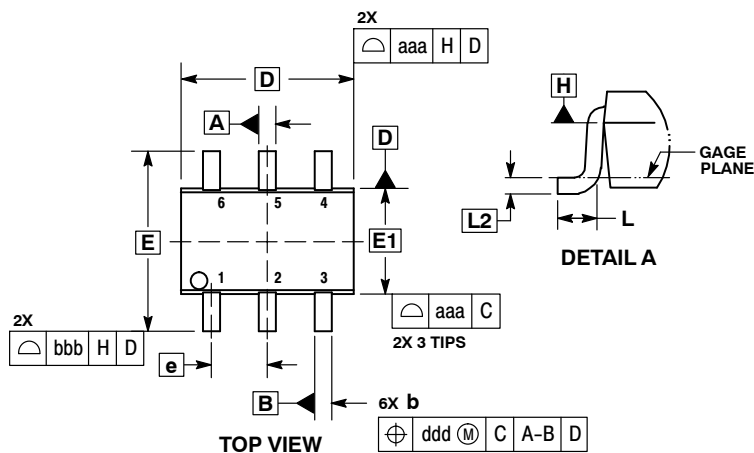 2X
⌓ aaa H D
D
A
D
H
GAGE
PLANE
6 5 4
E
E1
L2
L
DETAIL A
1 2 3
2X
⌓ bbb H D
⌓ aaa C
2X 3 TIPS
e
B
6X b
⌖ ddd Ⓜ C A-B D
TOP VIEW